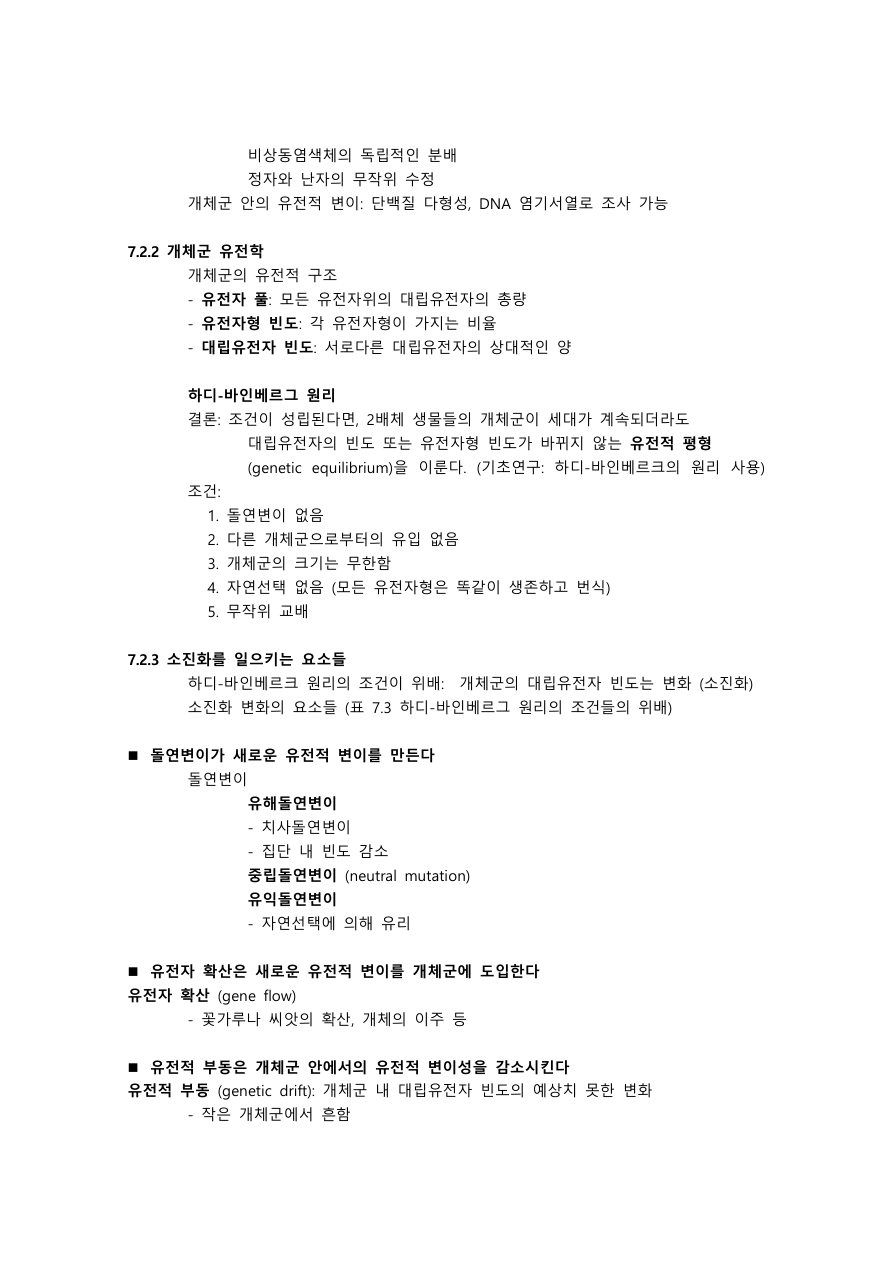 비상동염색체의 독립적인 분배
정자와 난자의 무작위 수정
개체군 안의 유전적 변이: 단백질 다형성, DNA 염기서열로 조사 가능
7.2.2 개체군 유전학
개체군의 유전적 구조
- 유전자 풀: 모든 유전자위의 대립유전자의 총량
- 유전자형 빈도: 각 유전자형이 가지는 비율
- 대립유전자 빈도: 서로다른 대립유전자의 상대적인 양
하디-바인베르그 원리
결론: 조건이 성립된다면, 2배체 생물들의 개체군이 세대가 계속되더라도
대립유전자의 빈도 또는 유전자형 빈도가 바뀌지 않는 유전적 평형
(genetic equilibrium)을 이룬다. (기초연구: 하디-바인베르크의 원리 사용)
조건:
1. 돌연변이 없음
2. 다른 개체군으로부터의 유입 없음
3. 개체군의 크기는 무한함
4. 자연선택 없음 (모든 유전자형은 똑같이 생존하고 번식)
5. 무작위 교배
7.2.3 소진화를 일으키는 요소들
하디-바인베르크 원리의 조건이 위배: 개체군의 대립유전자 빈도는 변화 (소진화)
소진화 변화의 요소들 (표 7.3 하디-바인베르그 원리의 조건들의 위배)
■ 돌연변이가 새로운 유전적 변이를 만든다
돌연변이
유해돌연변이
- 치사돌연변이
- 집단 내 빈도 감소
중립돌연변이 (neutral mutation)
유익돌연변이
- 자연선택에 의해 유리
■ 유전자 확산은 새로운 유전적 변이를 개체군에 도입한다
유전자 확산 (gene flow)
- 꽃가루나 씨앗의 확산, 개체의 이주 등
■ 유전적 부동은 개체군 안에서의 유전적 변이성을 감소시킨다
유전적 부동 (genetic drift): 개체군 내 대립유전자 빈도의 예상치 못한 변화
- 작은 개체군에서 흔함